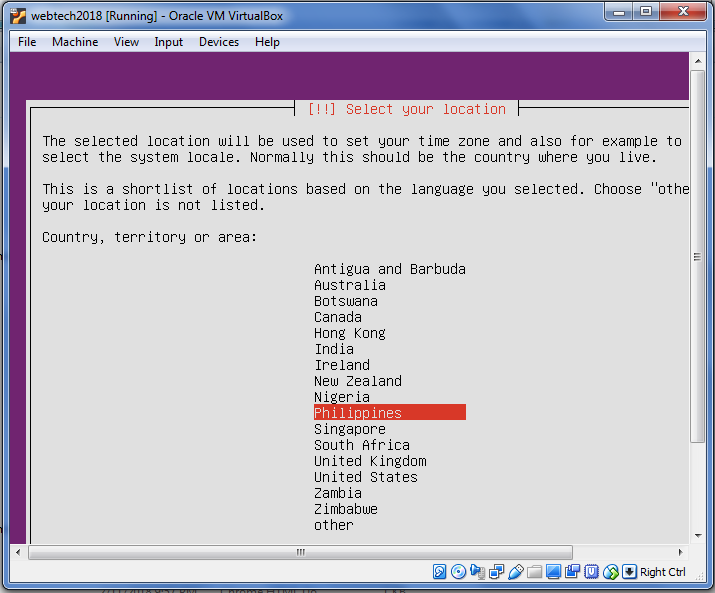 webtech2018 [Running] - Oracle VM VirtualBox
File Machine View Input Devices Help
[!!] Select your location
The selected location will be used to set your time zone and also for example to
select the system locale. Normally this should be the country where you live.
This is a shortlist of locations based on the language you selected. Choose "othe
your location is not listed.
Country, territory or area:
Antigua and Barbuda
Australia
Botswana
Canada
Hong Kong
India
Ireland
New Zealand
Nigeria
Philippines
Singapore
South Africa
United Kingdom
United States
Zambia
Zimbabwe
other
Right Ctrl